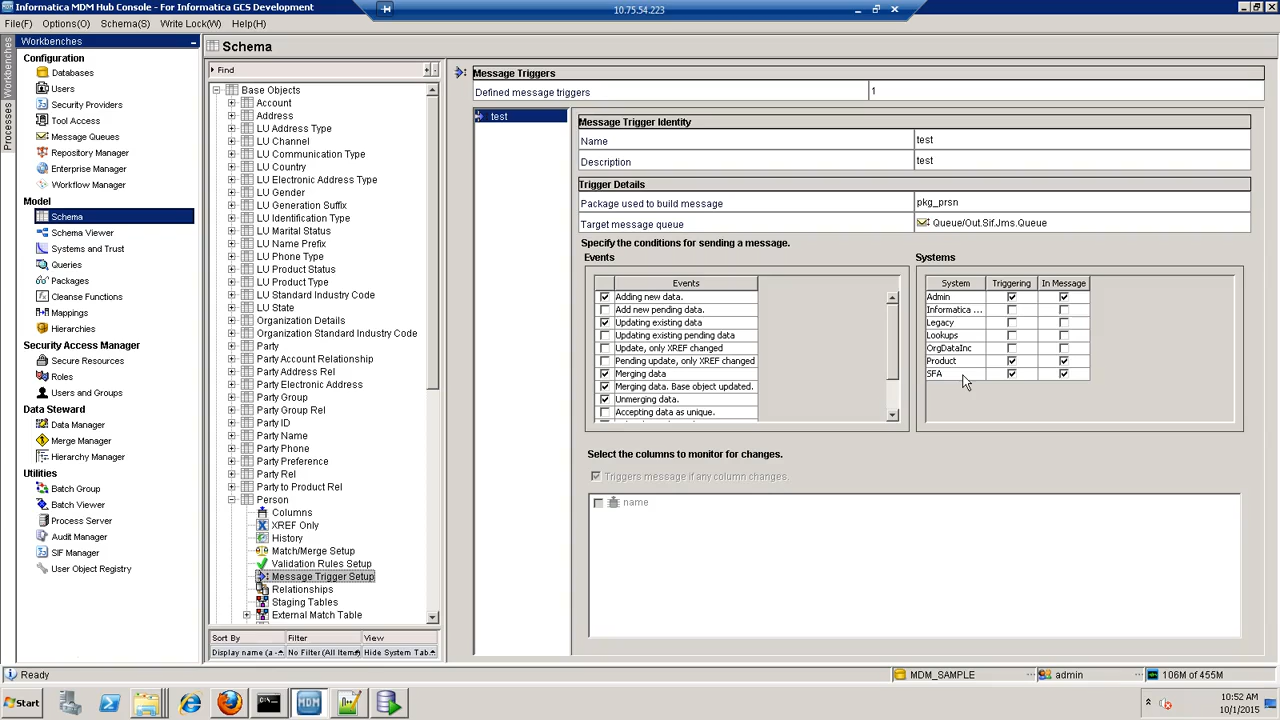 Informatica MDM Hub Console - For Informatica GCS Development
10.75.54.223
File(F) Options(O) Schema(S) Write Lock(W) Help(H)
Workbenches
Processes
Workbenches
Configuration
Databases
Users
Security Providers
Tool Access
Message Queues
Repository Manager
Enterprise Manager
Workflow Manager
Model
Schema
Schema Viewer
Systems and Trust
Queries
Packages
Cleanse Functions
Mappings
Hierarchies
Security Access Manager
Secure Resources
Roles
Users and Groups
Data Steward
Data Manager
Merge Manager
Hierarchy Manager
Utilities
Batch Group
Batch Viewer
Process Server
Audit Manager
SIF Manager
User Object Registry
Schema
Find
Base Objects
Account
Address
LU Address Type
LU Channel
LU Communication Type
LU Country
LU Electronic Address Type
LU Gender
LU Generation Suffix
LU Identification Type
LU Marital Status
LU Name Prefix
LU Phone Type
LU Product Status
LU Product Type
LU Standard Industry Code
LU State
Organization Details
Organization Standard Industry Code
Party
Party Account Relationship
Party Address Rel
Party Electronic Address
Party Group
Party Group Rel
Party ID
Party Name
Party Phone
Party Preference
Party Rel
Party to Product Rel
Person
Columns
XREF Only
History
Match/Merge Setup
Validation Rules Setup
Message Trigger Setup
Relationships
Staging Tables
External Match Table
Sort By Filter View
Display name (a - No Filter (All Item Hide System Tab
Message Triggers
Defined message triggers 1
test
Message Trigger Identity
Name test
Description test
Trigger Details
Package used to build message pkg_prsn
Target message queue Queue/Out.Sif.Jms.Queue
Specify the conditions for sending a message.
Events
Events
Adding new data.
Add new pending data.
Updating existing data
Updating existing pending data
Update, only XREF changed
Pending update, only XREF changed
Merging data
Merging data. Base object updated.
Unmerging data.
Accepting data as unique.
Systems
System Triggering In Message
Admin
Informatica ...
Legacy
Lookups
OrgDataInc
Product
SFA
Select the columns to monitor for changes.
Triggers message if any column changes.
name
Ready
MDM_SAMPLE
admin
106M of 455M
Start
MDM
10:52 AM
10/1/2015